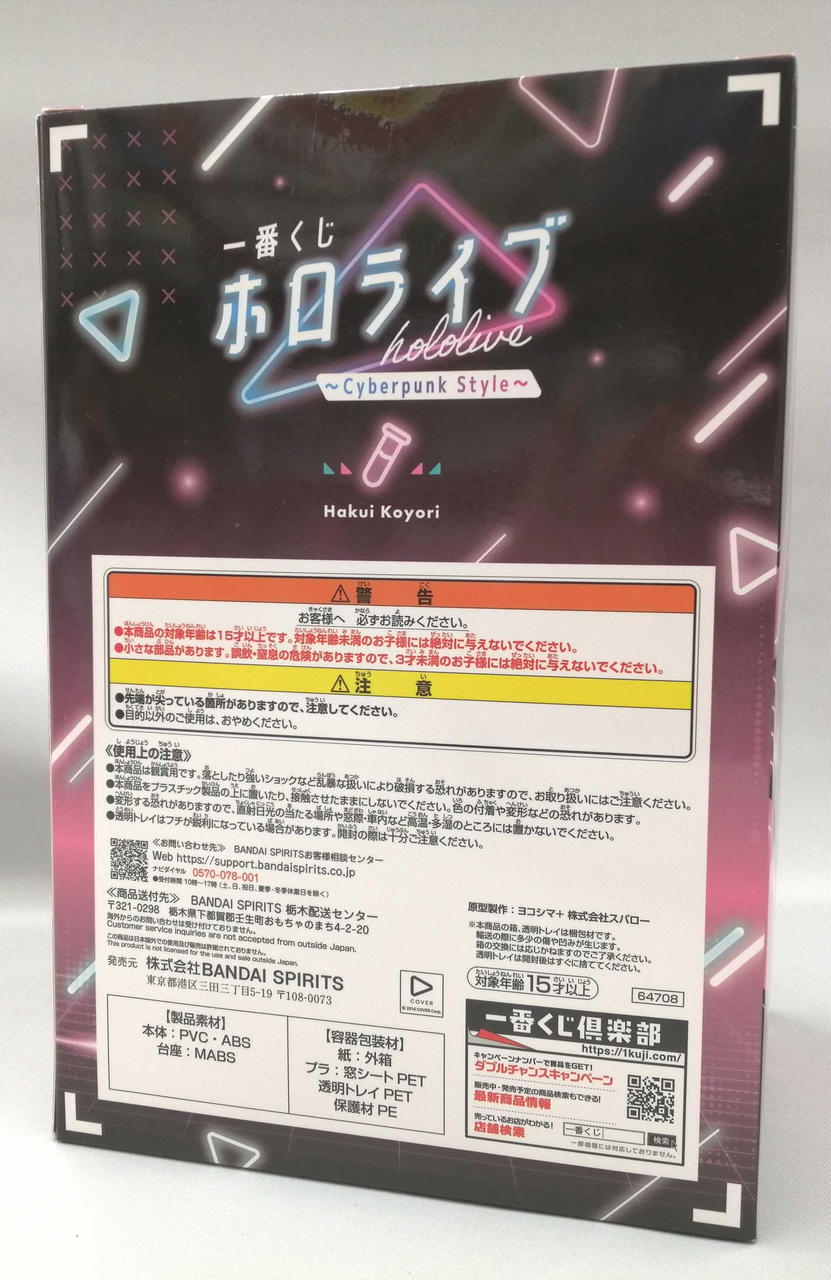 一番くじ
ホロライブ
hololive
～Cyberpunk Style～
Hakui Koyori
⚠警告
お客様へ 必ずお読みください。
●本商品の対象年齢は15才以上です。対象年齢未満のお子様には絶対に与えないでください。
●小さな部品があります。誤飲・窒息の危険がありますので、3才未満のお子様には絶対に与えないでください。
⚠注意
●先端が尖っている箇所がありますので、注意してください。
●目的以外のご使用は、おやめください。
《使用上の注意》
●本商品は観賞用です。落としたり強いショックなど乱暴な扱いにより破損する恐れがありますので、お取り扱いにはご注意ください。
●本商品をプラスチック製品の上に置いたり、接触させたままにしないでください。色の付着や変形などの恐れがあります。
●変形する恐れがありますので、直射日光の当たる場所や窓際・車内など高温・多湿のところには置かないでください。
●透明トレイはフチが鋭利になっている場合があります。開封の際は十分ご注意ください。
《お問い合わせ先》 BANDAI SPIRITSお客様相談センター
Web https://support.bandaispirits.co.jp
ナビダイヤル 0570-078-001
●受付時間 10時～17時(土、日、祝日、夏季・冬季休業日を除く)
《商品送付先》 BANDAI SPIRITS 栃木配送センター
〒321-0298 栃木県下都賀郡壬生町おもちゃのまち4-2-20
海外からのお問い合わせは受け付けておりません。
Customer service inquiries are not accepted from outside Japan.
この商品は日本国外での使用及び販売は許諾されておりません。
This product is not licensed for the use and sale outside Japan.
発売元 株式会社BANDAI SPIRITS
東京都港区三田三丁目5-19 〒108-0073
COVER
© 2016 COVER Corp.
原型製作：ヨコシマ+ 株式会社スパロー
※本商品の箱、透明トレイは梱包材です。
輸送の際に多少の傷や凹みが生じます。
箱の交換には応じかねますのでご了承ください。
透明トレイは開封後はすぐに捨ててください。
対象年齢15才以上
64708
【製品素材】
本体：PVC・ABS
台座：MABS
【容器包装材】
紙：外箱
プラ：窓シート PET
透明トレイ PET
保護材 PE
一番くじ倶楽部
https://1kuji.com/
キャンペーンナンバーで賞品をGET!
ダブルチャンスキャンペーン
販売中・発売予定の商品検索もできる!
最新商品情報
売っているお店がわかる!
店舗検索
一番くじ 検索
一部機種には対応しておりません。